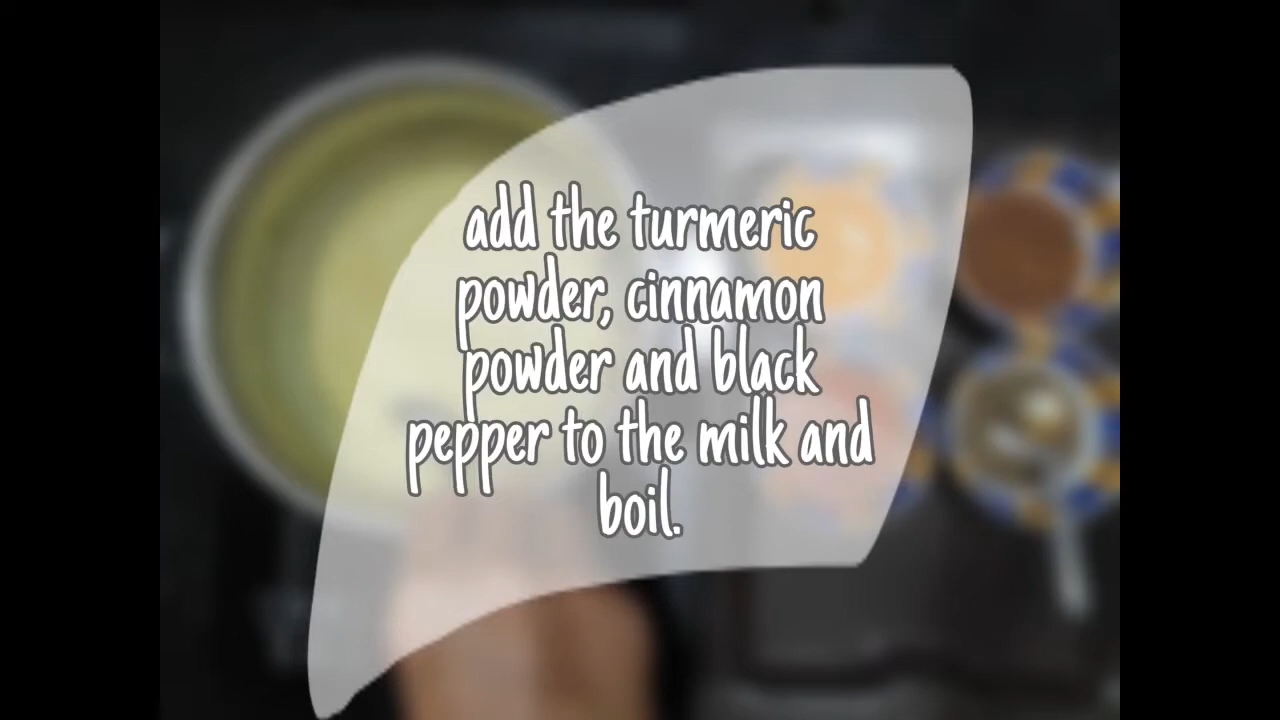 add the turmeric
powder, cinnamon
powder and black
pepper to the milk and
boil.